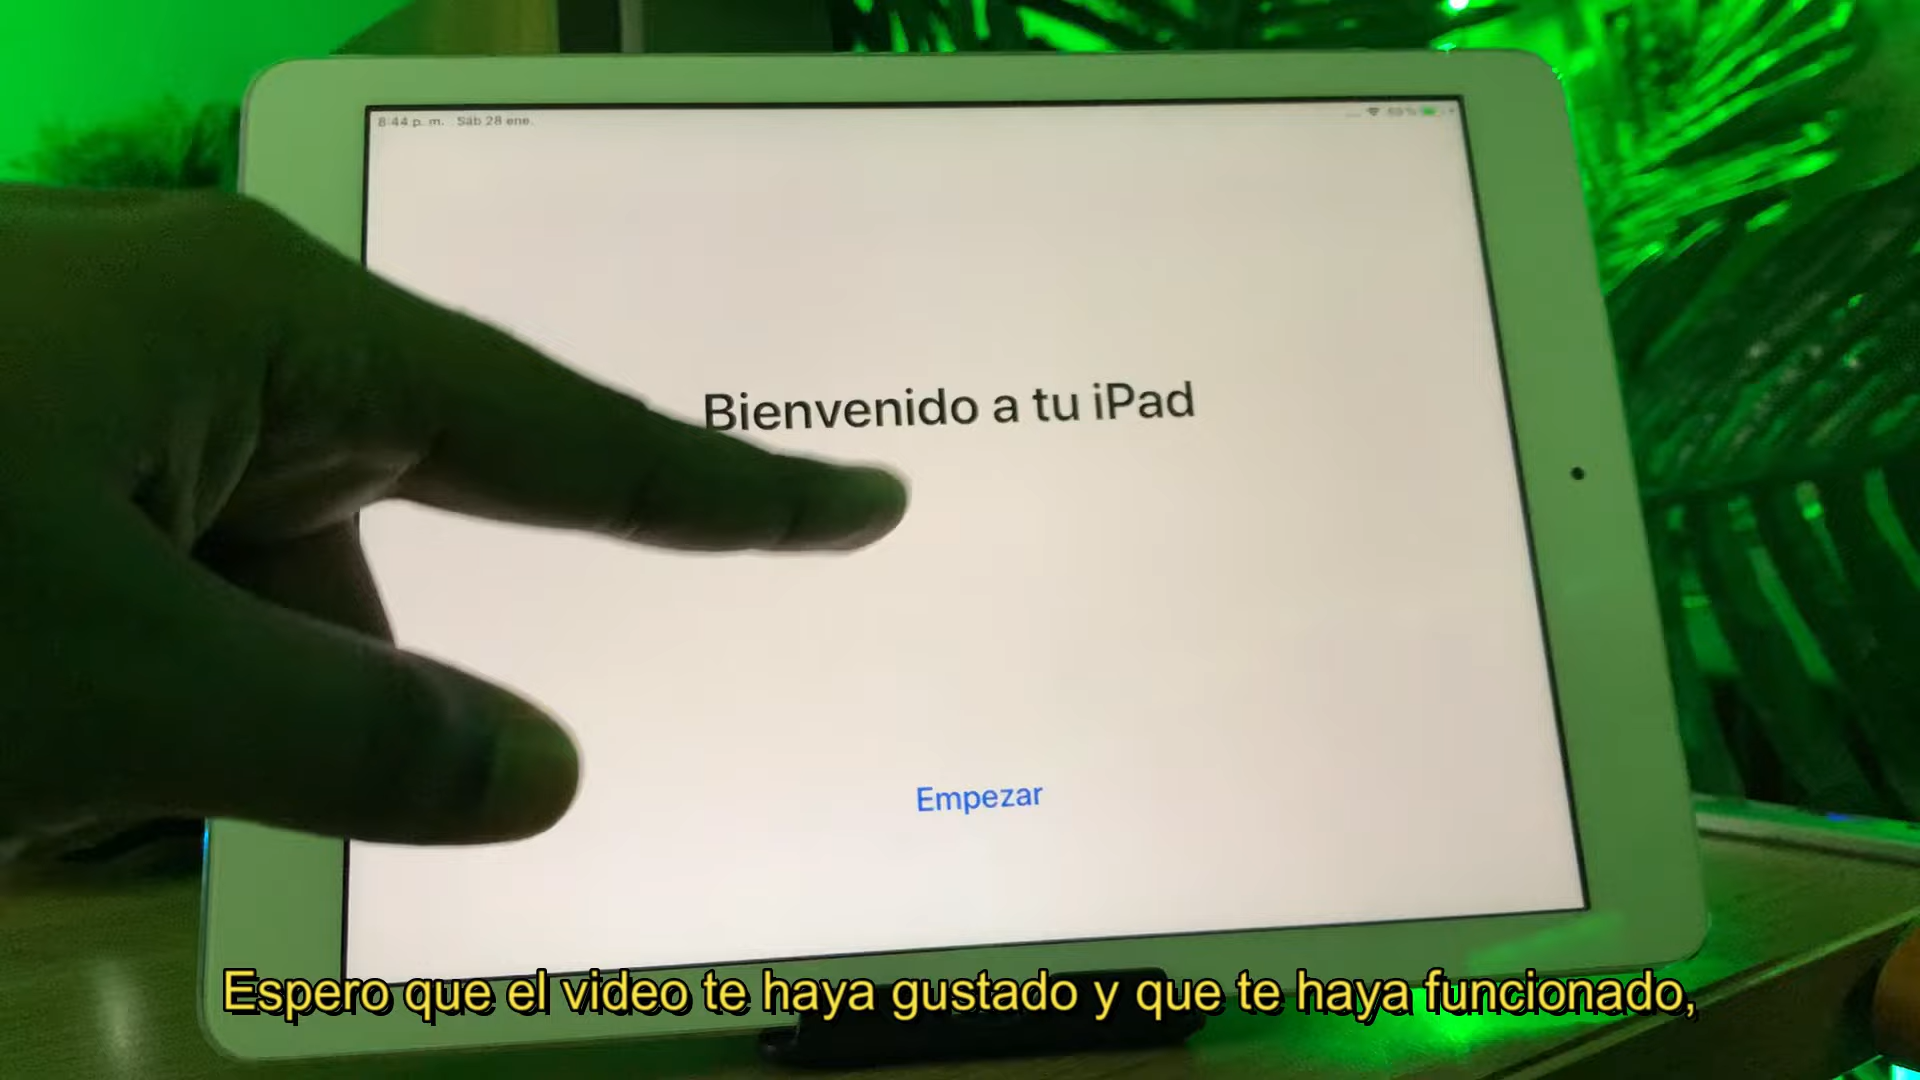 8:44 p. m. Sáb 28 ene.
Bienvenido a tu iPad
Empezar
Espero que el video te haya gustado y que te haya funcionado,